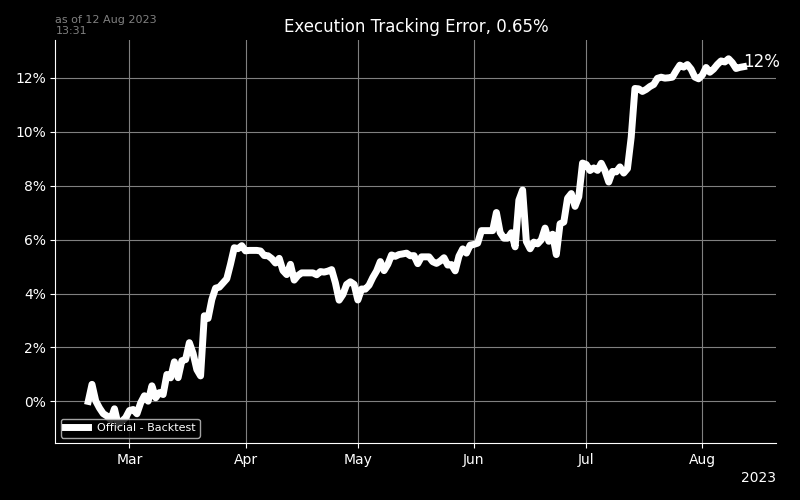 as of 12 Aug 2023
13:31
Execution Tracking Error, 0.65%
12%
12%
10%
8%
6%
4%
2%
0%
Official - Backtest
Mar
Apr
May
Jun
Jul
Aug
2023